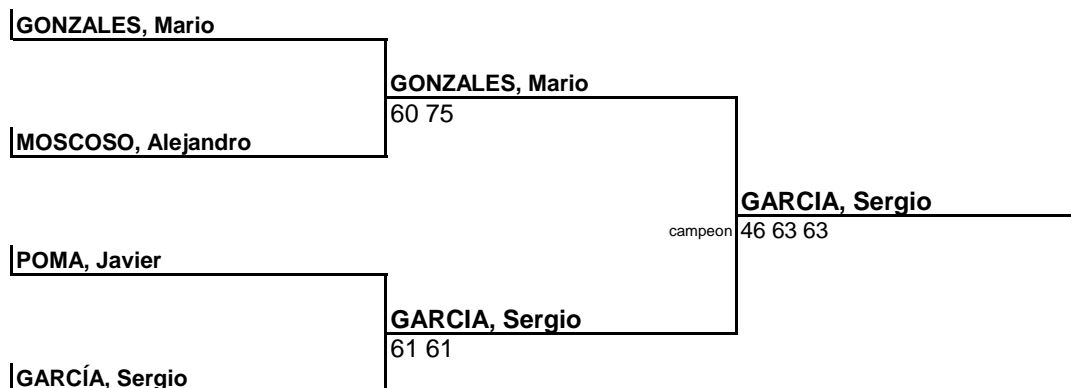 GONZALES, Mario
GONZALES, Mario
60 75
MOSCOSO, Alejandro
GARCIA, Sergio
campeon 46 63 63
POMA, Javier
GARCIA, Sergio
61 61
GARCÍA, Sergio